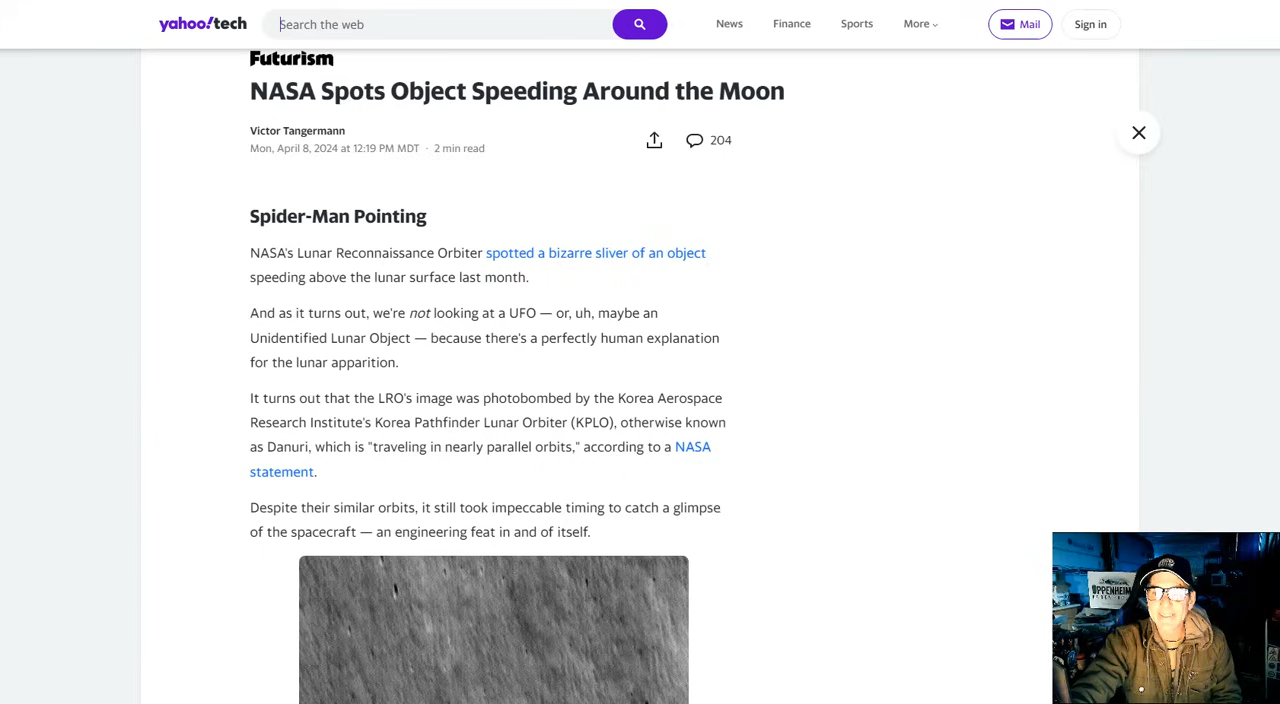 yahoo!tech
Search the web
News
Finance
Sports
More
Mail
Sign in
Futurism
NASA Spots Object Speeding Around the Moon
Victor Tangermann
Mon, April 8, 2024 at 12:19 PM MDT · 2 min read
204
Spider-Man Pointing
NASA's Lunar Reconnaissance Orbiter spotted a bizarre sliver of an object
speeding above the lunar surface last month.
And as it turns out, we're not looking at a UFO — or, uh, maybe an
Unidentified Lunar Object — because there's a perfectly human explanation
for the lunar apparition.
It turns out that the LRO's image was photobombed by the Korea Aerospace
Research Institute's Korea Pathfinder Lunar Orbiter (KPLO), otherwise known
as Danuri, which is "traveling in nearly parallel orbits," according to a NASA
statement.
Despite their similar orbits, it still took impeccable timing to catch a glimpse
of the spacecraft — an engineering feat in and of itself.